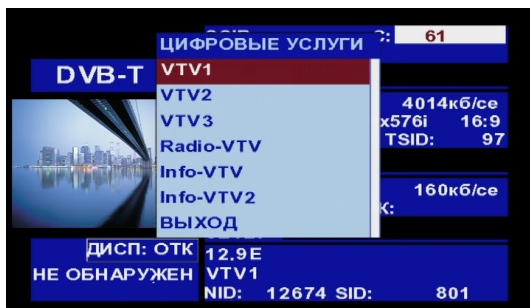 C: 61
ЦИФРОВЫЕ УСЛУГИ
DVB-T
VTV1
VTV2
4014кб/се
VTV3
x576i 16:9
Radio-VTV
TSID: 97
Info-VTV
Info-VTV2
160кб/се
К:
ВЫХОД
ДИСП: ОТК
12.9E
НЕ ОБНАРУЖЕН
VTV1
NID: 12674 SID: 801